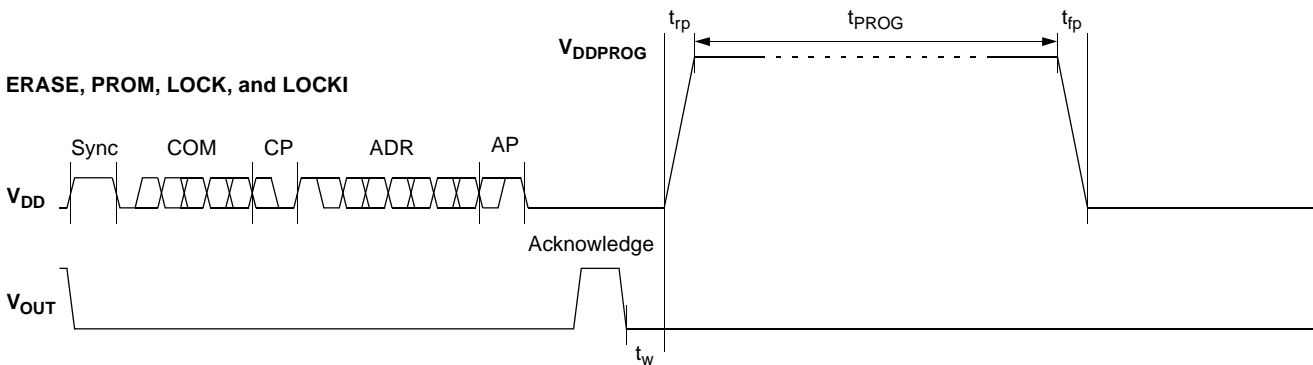 t_rp t_PROG t_fp
V_DDPROG
ERASE, PROM, LOCK, and LOCKI
Sync COM CP ADR AP
V_DD
Acknowledge
V_OUT
t_w